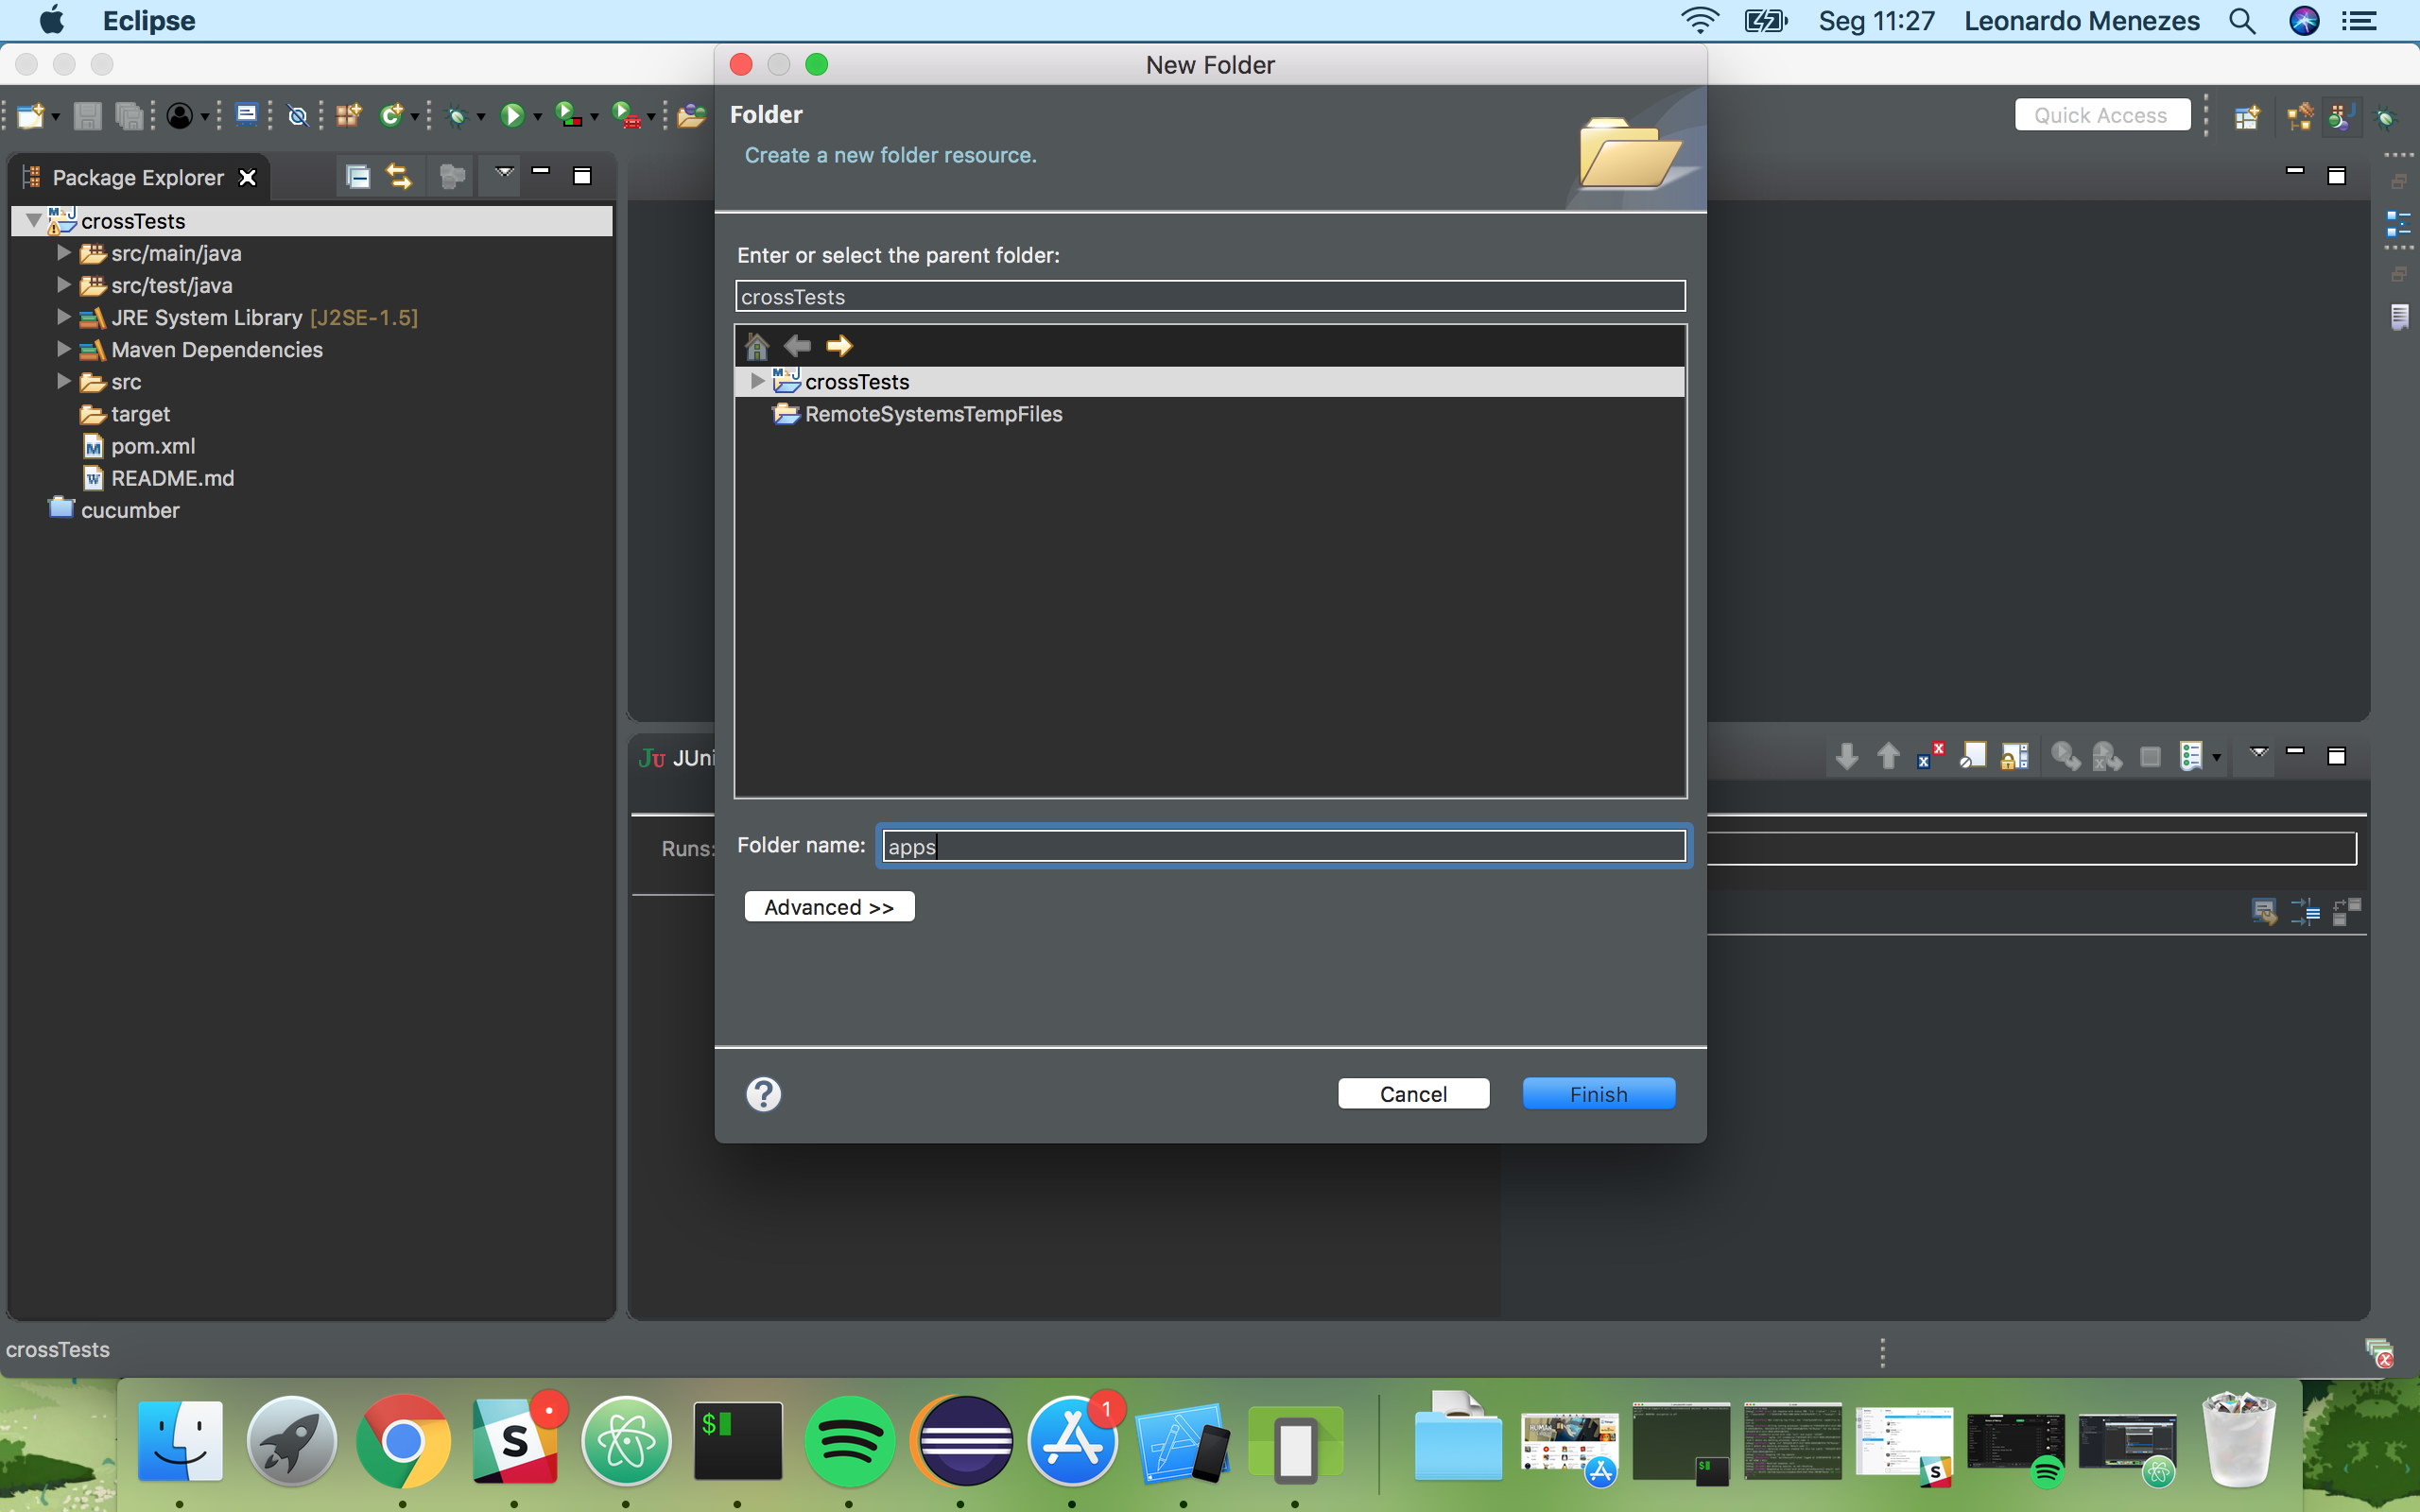 Eclipse
Seg 11:27
Leonardo Menezes
New Folder
Quick Access
Folder
Create a new folder resource.
Package Explorer
crossTests
src/main/java
src/test/java
JRE System Library [J2SE-1.5]
Maven Dependencies
src
target
pom.xml
README.md
cucumber
Enter or select the parent folder:
crossTests
crossTests
RemoteSystemsTempFiles
JUni
Runs:
Folder name:
apps
Advanced >>
Cancel
Finish
crossTests
1